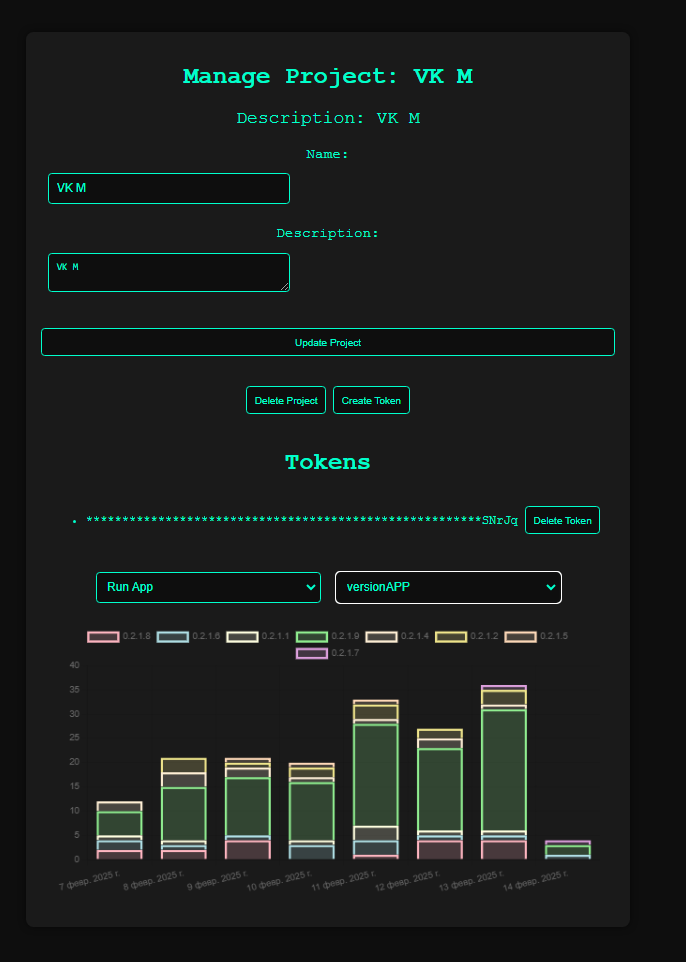 Manage Project: VK M
Description: VK M
Name:
VK M
Description:
VK M
Update Project
Delete Project Create Token
Tokens
• *******************************************************SNrJq Delete Token
Run App versionAPP
0.2.1.8 0.2.1.6 0.2.1.1 0.2.1.9 0.2.1.4 0.2.1.2 0.2.1.5
0.2.1.7
40
35
30
25
20
15
10
5
0
7 февр. 2025 г. 8 февр. 2025 г. 9 февр. 2025 г. 10 февр. 2025 г. 11 февр. 2025 г. 12 февр. 2025 г. 13 февр. 2025 г. 14 февр. 2025 г.